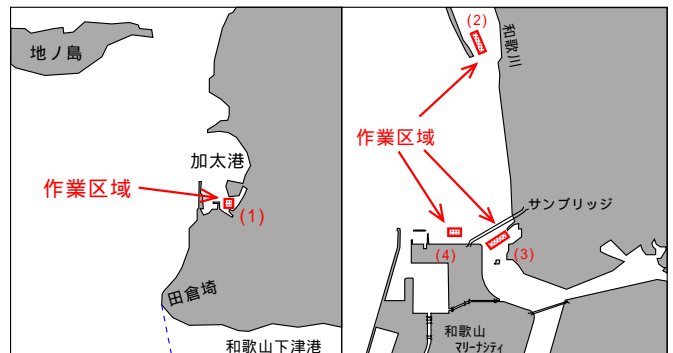 地ノ島
加太港
作業区域
(1)
田倉埼
和歌山下津港
(2)
和歌川
作業区域
サンブリッジ
(4)
(3)
和歌山
マリーナシティ